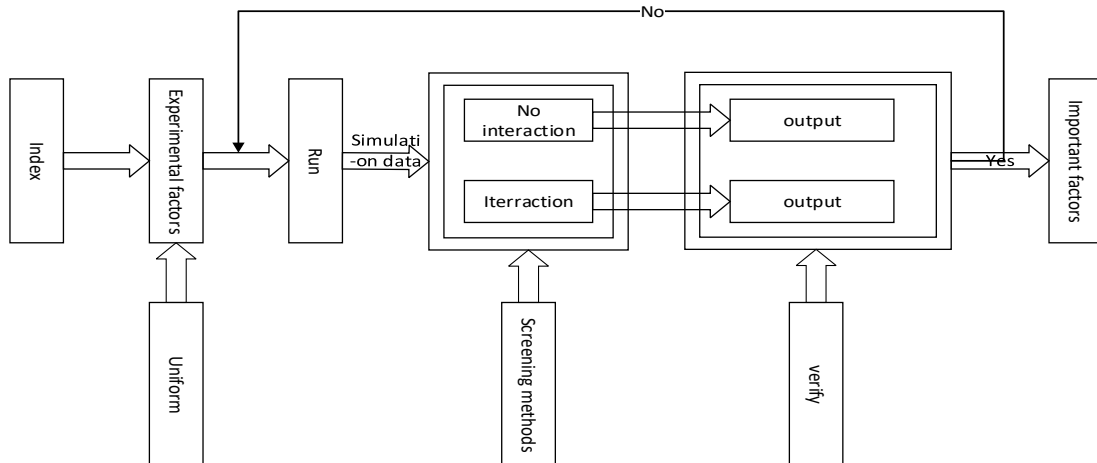 No
Index
Experimental factors
Run
Simulati
-on data
No
interaction
output
Iterraction
output
Yes
Important factors
Uniform
Screening methods
verify